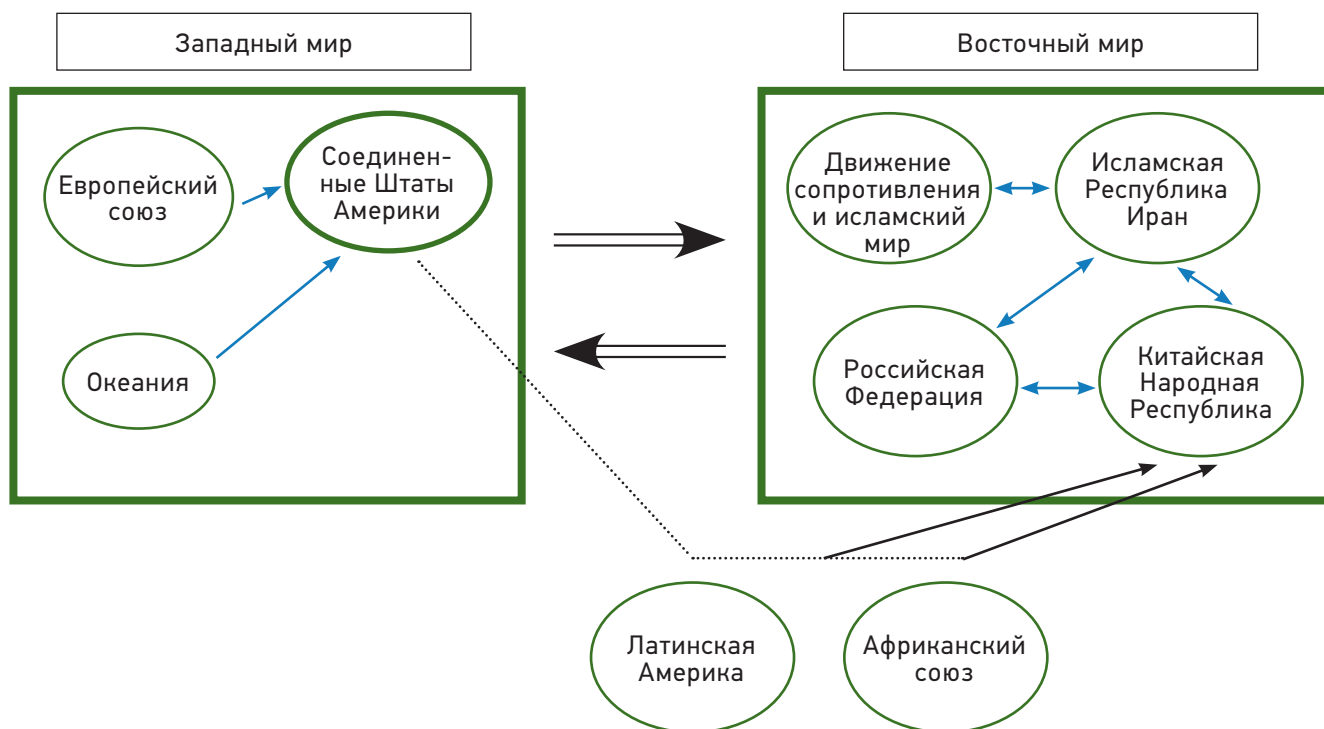 Западный мир
Восточный мир
Европейский
союз
Соединен-
ные Штаты
Америки
Океания
Движение
сопротивления
и исламский
мир
Исламская
Республика
Иран
Российская
Федерация
Китайская
Народная
Республика
Латинская
Америка
Африканский
союз